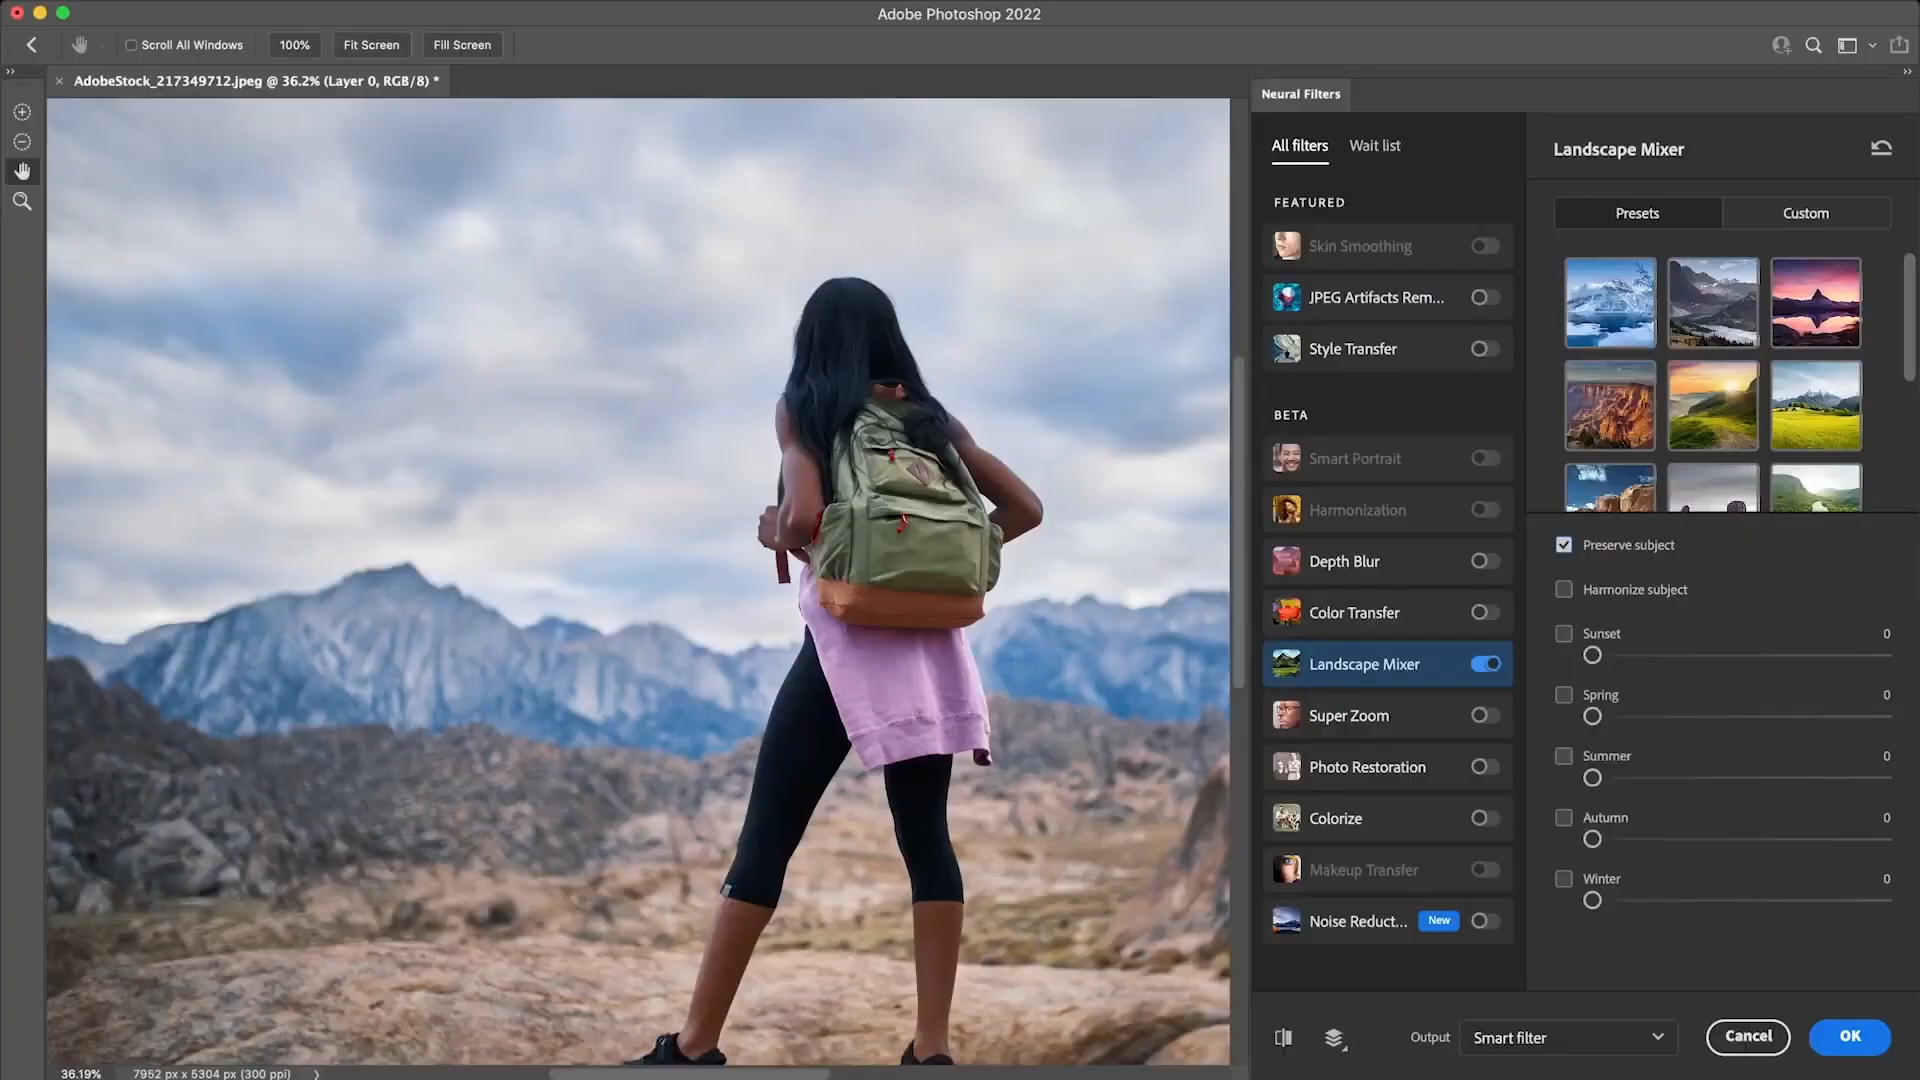 Adobe Photoshop 2022
Scroll All Windows 100% Fit Screen Fill Screen
AdobeStock_217349712.jpeg @ 36.2% (Layer 0, RGB/8) *
Neural Filters
All filters Wait list
FEATURED
Skin Smoothing
JPEG Artifacts Rem...
Style Transfer
BETA
Smart Portrait
Harmonization
Depth Blur
Color Transfer
Landscape Mixer
Super Zoom
Photo Restoration
Colorize
Makeup Transfer
Noise Reduct... New
Landscape Mixer
Presets Custom
Preserve subject
Harmonize subject
Sunset 0
Spring 0
Summer 0
Autumn 0
Winter 0
Output Smart filter Cancel OK
36.19% 7952 px x 5304 px (300 ppi)